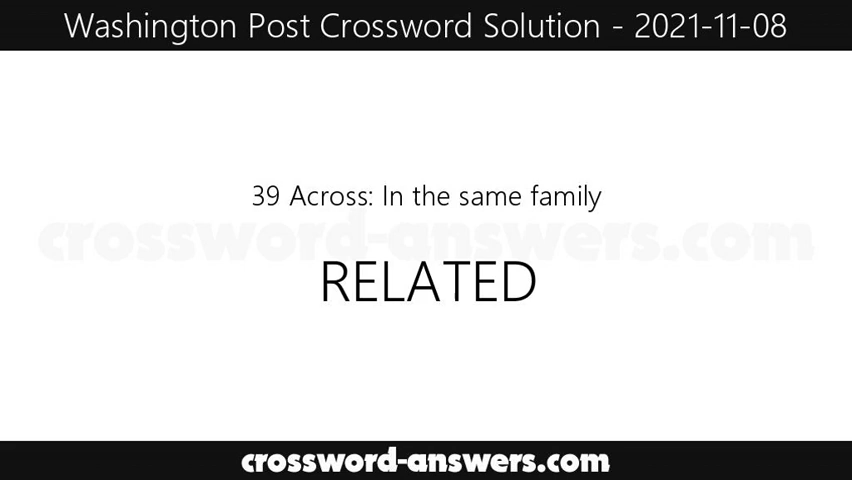 Washington Post Crossword Solution - 2021-11-08
39 Across: In the same family
crossword-answers.com
RELATED
crossword-answers.com